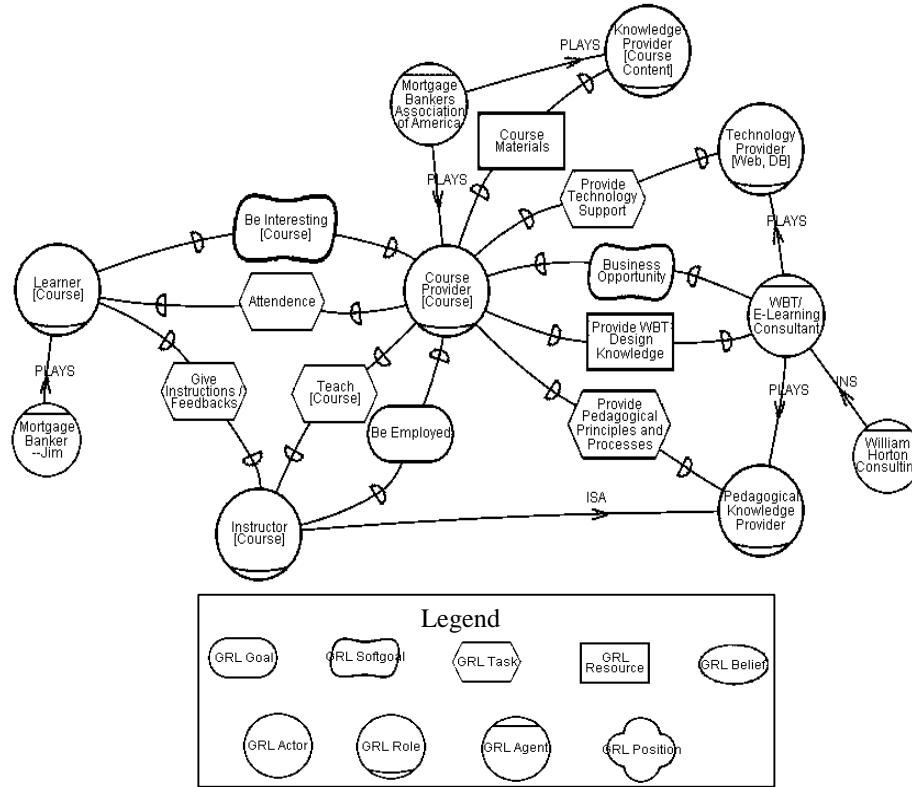 Knowledge
Provider
[Course
Content]
PLAYS
Mortgage
Bankers
Association
of America
Course
Materials
Technology
Provider
[Web, DB]
Provide
Technology
Support
PLAYS
Be Interesting
[Course]
PLAYS
Learner
[Course]
Attendence
Course
Provider
[Course]
Business
Opportunity
WBT/
E-Learning
Consultant
Provide WBT
Design
Knowledge
PLAYS
Give
Instructions /
Feedbacks
Teach
[Course]
Be Employed
Provide
Pedagogical
Principles and
Processes
PLAYS
INS
Mortgage
Banker
--Jim
William
Horton
Consulting
Instructor
[Course]
ISA
Pedagogical
Knowledge
Provider
Legend
GRL Goal
GRL Softgoal
GRL Task
GRL
Resource
GRL Belief
GRL Actor
GRL Role
GRL Agent
GRL Position